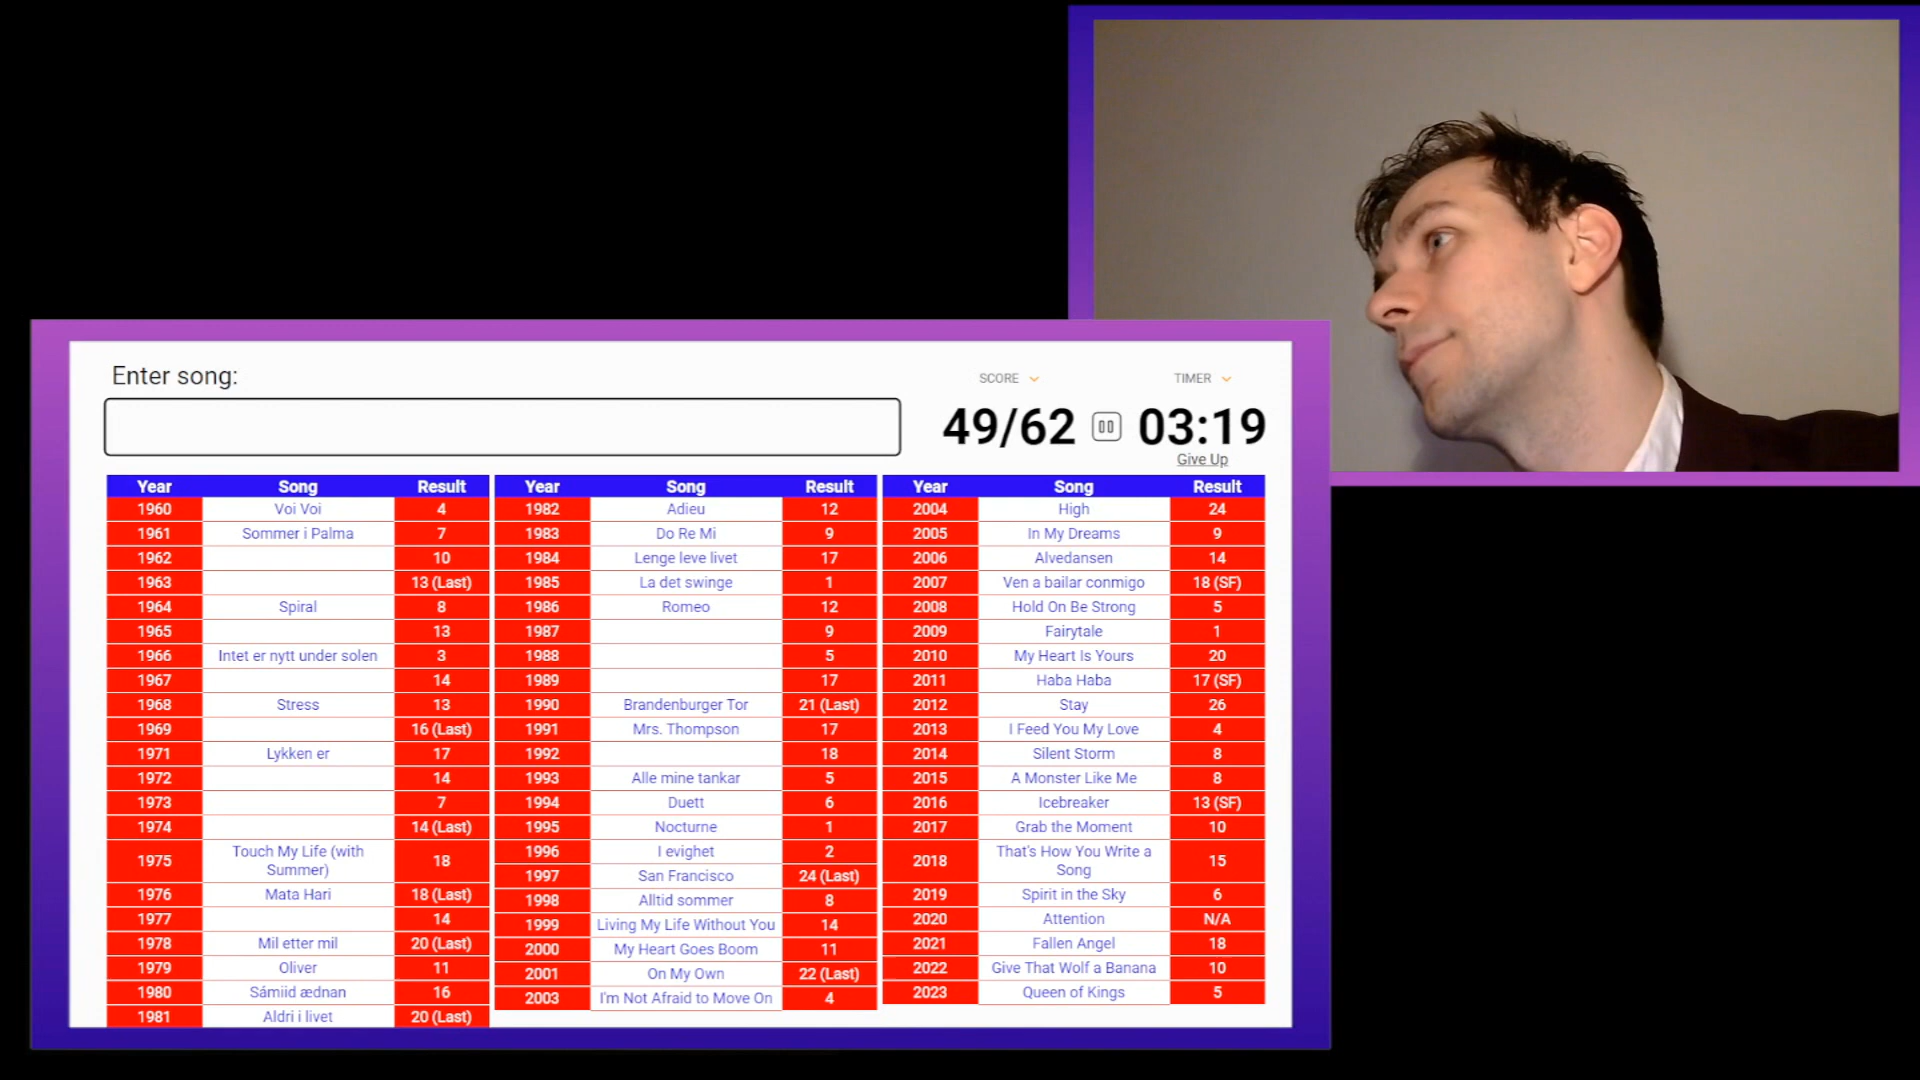 Enter song:
SCORE
TIMER
49/62
03:19
Give Up
Year Song Result
1960 Voi Voi 4
1961 Sommer i Palma 7
1962 10
1963 13 (Last)
1964 Spiral 8
1965 13
1966 Intet er nytt under solen 3
1967 14
1968 Stress 13
1969 16 (Last)
1971 Lykken er 17
1972 14
1973 7
1974 14 (Last)
1975 Touch My Life (with
Summer) 18
1976 Mata Hari 18 (Last)
1977 14
1978 Mil etter mil 20 (Last)
1979 Oliver 11
1980 Sámiid ædnan 16
1981 Aldri i livet 20 (Last)
Year Song Result
1982 Adieu 12
1983 Do Re Mi 9
1984 Lenge leve livet 17
1985 La det swinge 1
1986 Romeo 12
1987 9
1988 5
1989 17
1990 Brandenburger Tor 21 (Last)
1991 Mrs. Thompson 17
1992 18
1993 Alle mine tankar 5
1994 Duett 6
1995 Nocturne 1
1996 I evighet 2
1997 San Francisco 24 (Last)
1998 Alltid sommer 8
1999 Living My Life Without You 14
2000 My Heart Goes Boom 11
2001 On My Own 22 (Last)
2003 I'm Not Afraid to Move On 4
Year Song Result
2004 High 24
2005 In My Dreams 9
2006 Alvedansen 14
2007 Ven a bailar conmigo 18 (SF)
2008 Hold On Be Strong 5
2009 Fairytale 1
2010 My Heart Is Yours 20
2011 Haba Haba 17 (SF)
2012 Stay 26
2013 I Feed You My Love 4
2014 Silent Storm 8
2015 A Monster Like Me 8
2016 Icebreaker 13 (SF)
2017 Grab the Moment 10
2018 That's How You Write a
Song 15
2019 Spirit in the Sky 6
2020 Attention N/A
2021 Fallen Angel 18
2022 Give That Wolf a Banana 10
2023 Queen of Kings 5